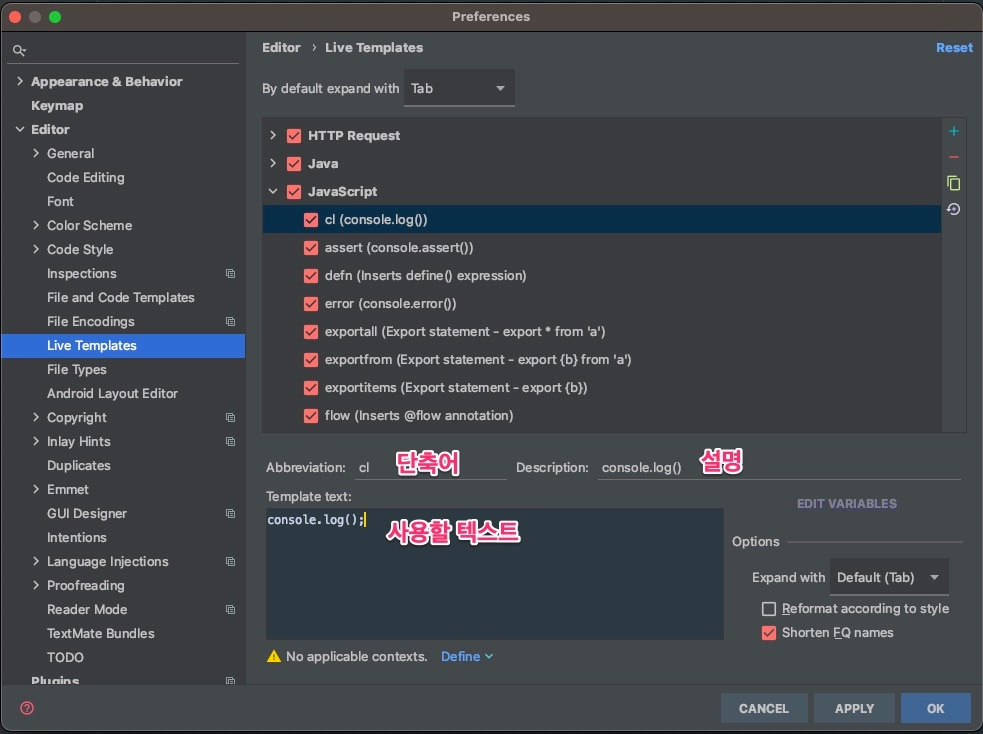 Preferences
Appearance & Behavior
Keymap
Editor
General
Code Editing
Font
Color Scheme
Code Style
Inspections
File and Code Templates
File Encodings
Live Templates
File Types
Android Layout Editor
Copyright
Inlay Hints
Duplicates
Emmet
GUI Designer
Intentions
Language Injections
Proofreading
Reader Mode
TextMate Bundles
TODO
Plugins
Editor › Live Templates
Reset
By default expand with Tab
HTTP Request
Java
JavaScript
cl (console.log())
assert (console.assert())
defn (Inserts define() expression)
error (console.error())
exportall (Export statement - export * from 'a')
exportfrom (Export statement - export {b} from 'a')
exportitems (Export statement - export {b})
flow (Inserts @flow annotation)
Abbreviation: cl 단축어 Description: console.log() 설명
Template text:
console.log(); 사용할 텍스트
EDIT VARIABLES
Options
Expand with Default (Tab)
Reformat according to style
Shorten FQ names
No applicable contexts. Define
? CANCEL APPLY OK